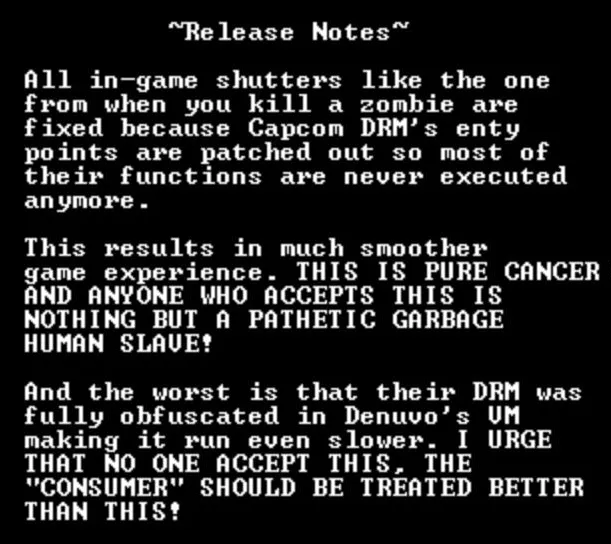 ~Release Notes~
All in-game shutters like the one
from when you kill a zombie are
fixed because Capcom DRM's enty
points are patched out so most of
their functions are never executed
anymore.
This results in much smoother
game experience. THIS IS PURE CANCER
AND ANYONE WHO ACCEPTS THIS IS
NOTHING BUT A PATHETIC GARBAGE
HUMAN SLAVE!
And the worst is that their DRM was
fully obfuscated in Denuvo's VM
making it run even slower. I URGE
THAT NO ONE ACCEPT THIS, THE
"CONSUMER" SHOULD BE TREATED BETTER
THAN THIS!